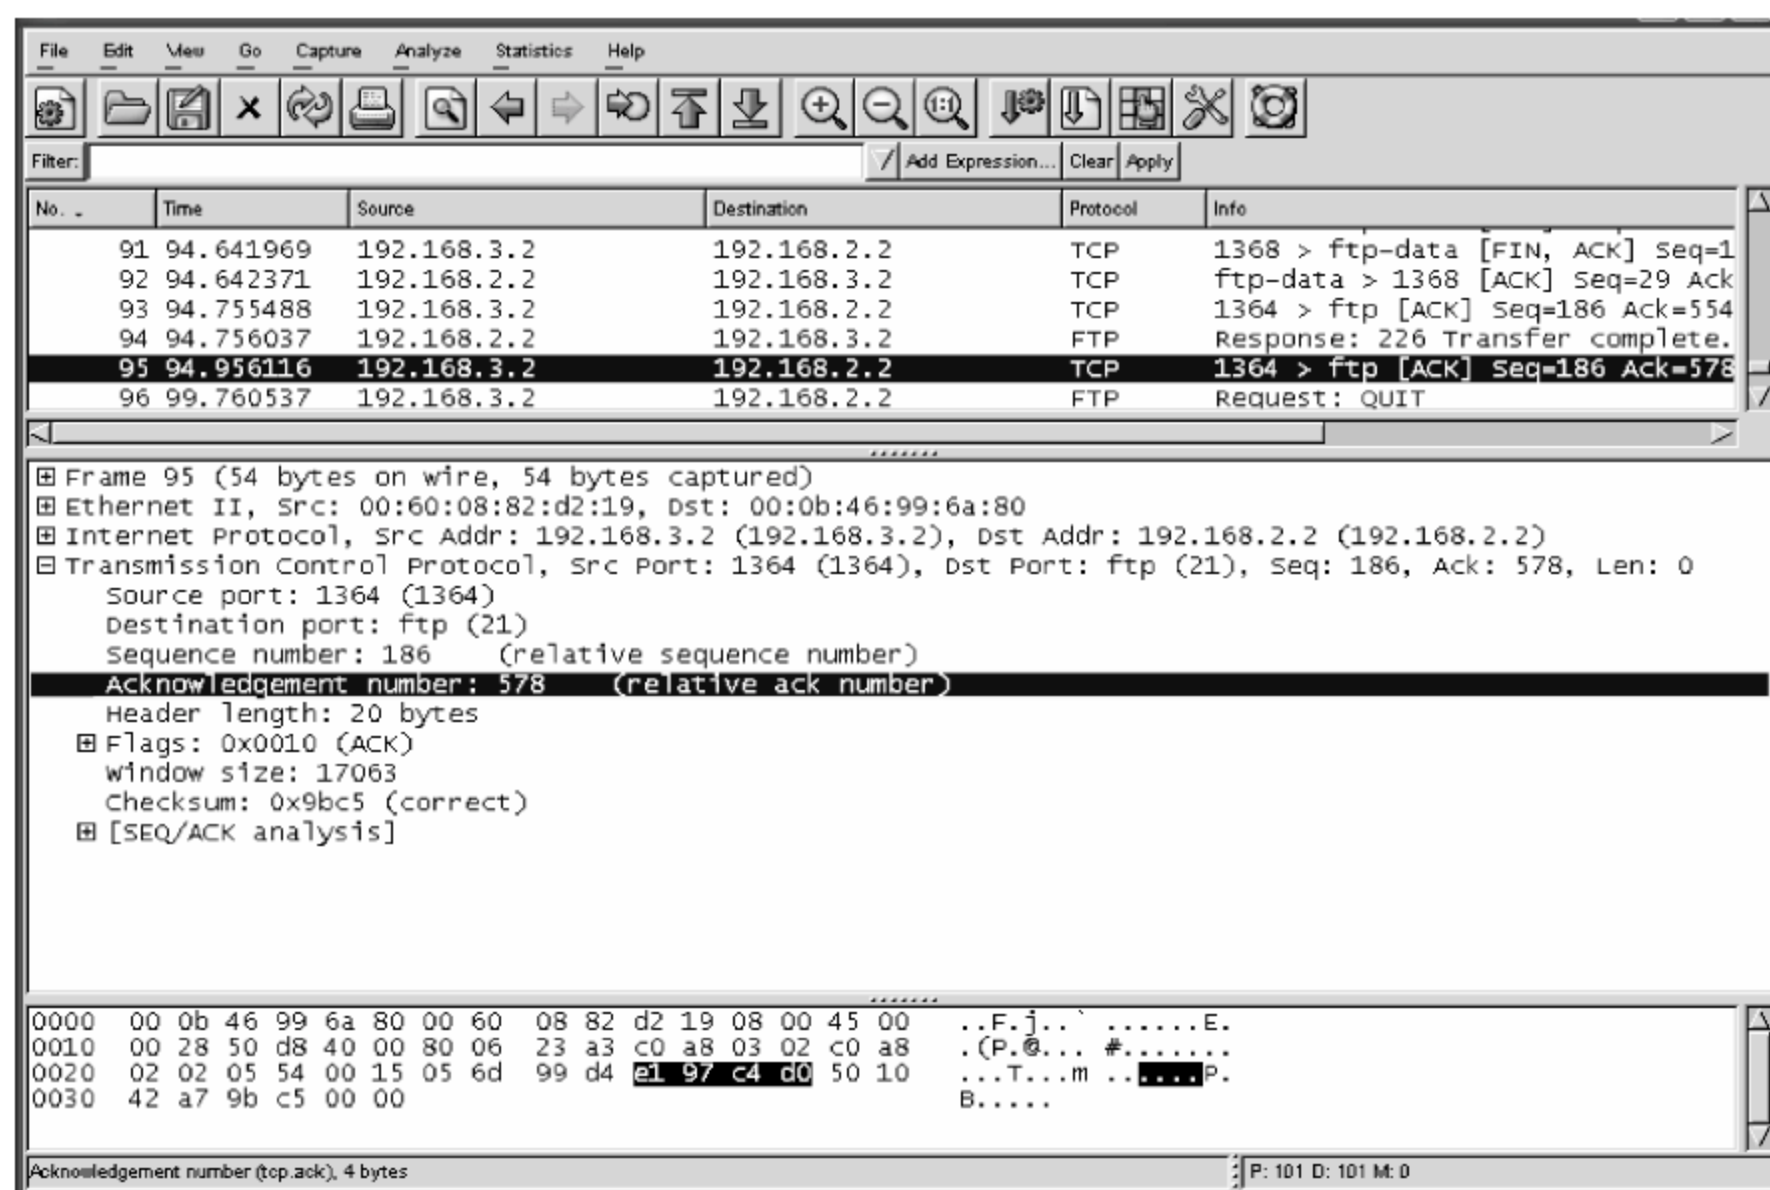 File Edit View Go Capture Analyze Statistics Help
Filter: Add Expression... Clear Apply
No. . Time Source Destination Protocol Info
91 94.641969 192.168.3.2 192.168.2.2 TCP 1368 > ftp-data [FIN, ACK] Seq=1
92 94.642371 192.168.2.2 192.168.3.2 TCP ftp-data > 1368 [ACK] Seq=29 Ack
93 94.755488 192.168.3.2 192.168.2.2 TCP 1364 > ftp [ACK] Seq=186 Ack=554
94 94.756037 192.168.2.2 192.168.3.2 FTP Response: 226 Transfer complete.
95 94.956116 192.168.3.2 192.168.2.2 TCP 1364 > ftp [ACK] Seq=186 Ack=578
96 99.760537 192.168.3.2 192.168.2.2 FTP Request: QUIT
Frame 95 (54 bytes on wire, 54 bytes captured)
Ethernet II, Src: 00:60:08:82:d2:19, Dst: 00:0b:46:99:6a:80
Internet Protocol, Src Addr: 192.168.3.2 (192.168.3.2), Dst Addr: 192.168.2.2 (192.168.2.2)
Transmission Control Protocol, Src Port: 1364 (1364), Dst Port: ftp (21), Seq: 186, Ack: 578, Len: 0
Source port: 1364 (1364)
Destination port: ftp (21)
Sequence number: 186 (relative sequence number)
Acknowledgement number: 578 (relative ack number)
Header length: 20 bytes
Flags: 0x0010 (ACK)
Window size: 17063
Checksum: 0x9bc5 (correct)
[SEQ/ACK analysis]
0000 00 0b 46 99 6a 80 00 60 08 82 d2 19 08 00 45 00 ..F.j..` ......E.
0010 00 28 50 d8 40 00 80 06 23 a3 c0 a8 03 02 c0 a8 .(P.@... #.......
0020 02 02 05 54 00 15 05 6d 99 d4 e1 97 c4 d0 50 10 ...T...m ......P.
0030 42 a7 9b c5 00 00 B.....
Acknowledgement number (tcp.ack), 4 bytes P: 101 D: 101 M: 0